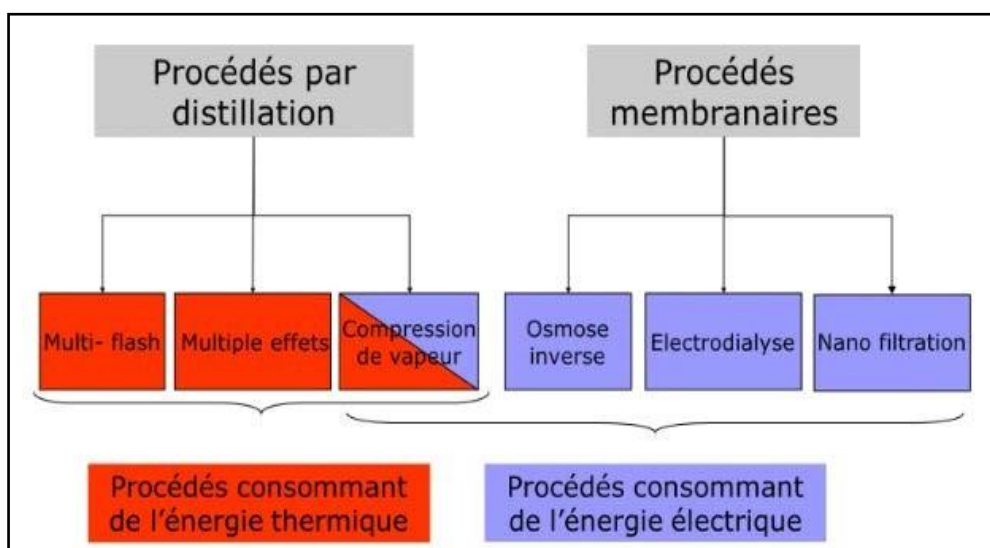 Procédés par
distillation
Procédés
membranaires
Multi- flash
Multiple effets
Compression
de vapeur
Osmose
inverse
Electrodialyse
Nano filtration
Procédés consommant
de l'énergie thermique
Procédés consommant
de l'énergie électrique